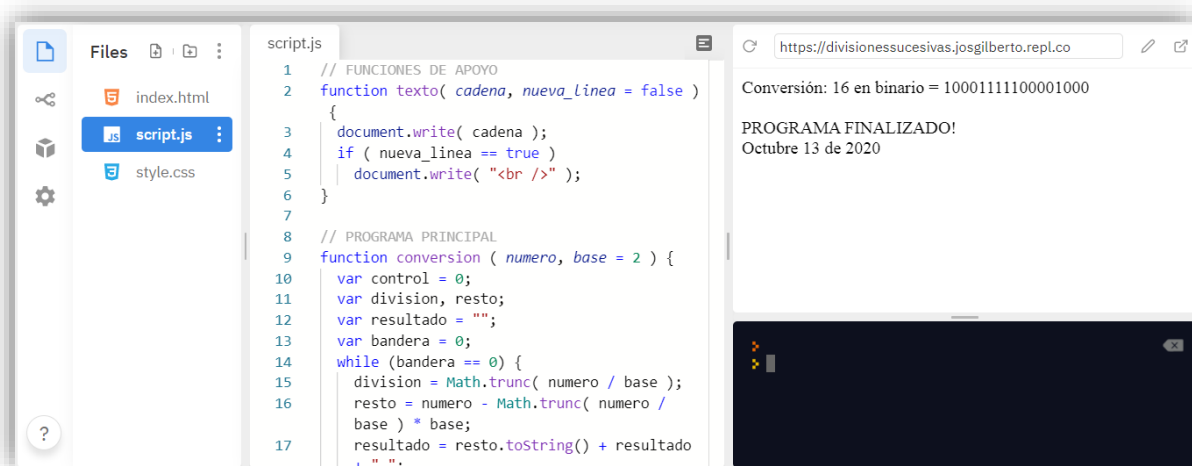 Files
index.html
script.js
style.css
?
script.js
1 // FUNCIONES DE APOYO
2 function texto( cadena, nueva_linea = false )
{
3 document.write( cadena );
4 if ( nueva_linea == true )
5 document.write( "<br />" );
6 }
7
8 // PROGRAMA PRINCIPAL
9 function conversion ( numero, base = 2 ) {
10 var control = 0;
11 var division, resto;
12 var resultado = "";
13 var bandera = 0;
14 while (bandera == 0) {
15 division = Math.trunc( numero / base );
16 resto = numero - Math.trunc( numero /
base ) * base;
17 resultado = resto.toString() + resultado
https://divisionessucesivas.josgilberto.repl.co
Conversión: 16 en binario = 10001111100001000
PROGRAMA FINALIZADO!
Octubre 13 de 2020